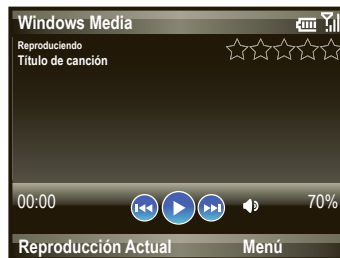 Windows Media
Reproduciendo
Título de canción
00:00
70%
Reproducción Actual Menú